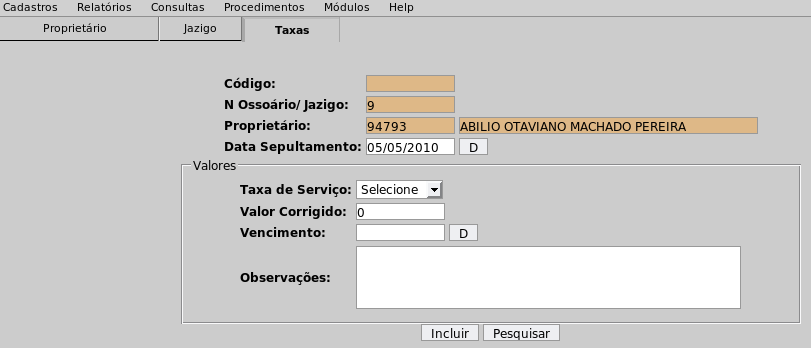 Cadastros Relatórios Consultas Procedimentos Módulos Help
Proprietário Jazigo Taxas
Código:
N Ossoário/ Jazigo: 9
Proprietário: 94793 ABILIO OTAVIANO MACHADO PEREIRA
Data Sepultamento: 05/05/2010 D
Valores
Taxa de Serviço: Selecione
Valor Corrigido: 0
Vencimento: D
Observações:
Incluir Pesquisar